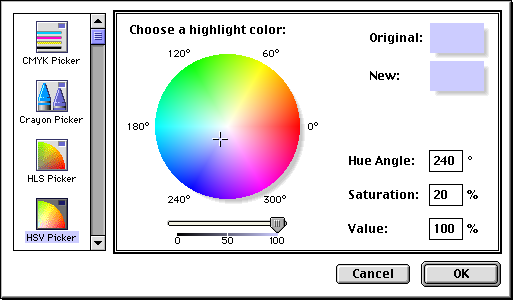 CMYK Picker
Crayon Picker
HLS Picker
HSV Picker
Choose a highlight color:
120°
60°
180°
0°
240°
300°
0
50
100
Original:
New:
Hue Angle: 240 °
Saturation: 20 %
Value: 100 %
Cancel
OK